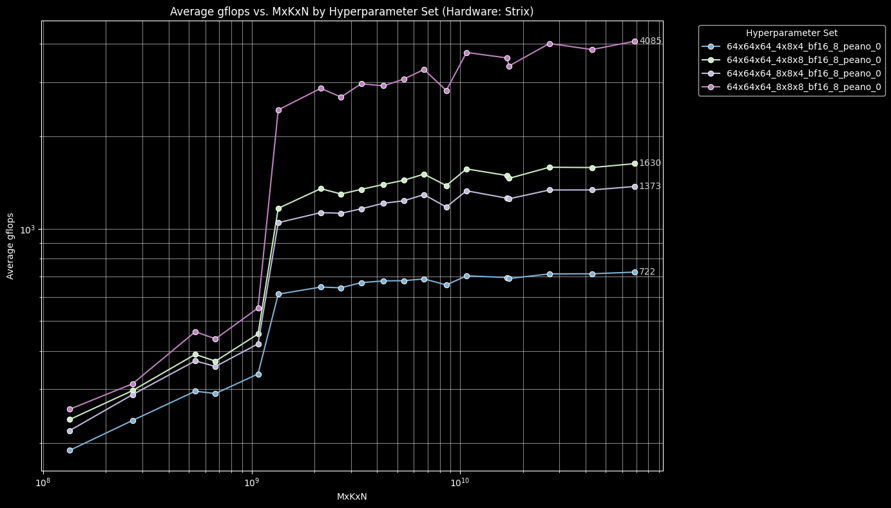 Average gflops vs. MxKxN by Hyperparameter Set (Hardware: Strix)
Hyperparameter Set
64x64x64_4x8x4_bf16_8_peano_0
64x64x64_4x8x8_bf16_8_peano_0
64x64x64_8x8x4_bf16_8_peano_0
64x64x64_8x8x8_bf16_8_peano_0
4085
1630
1373
722
Average gflops
10³
10⁸
10⁹
10¹⁰
MxKxN